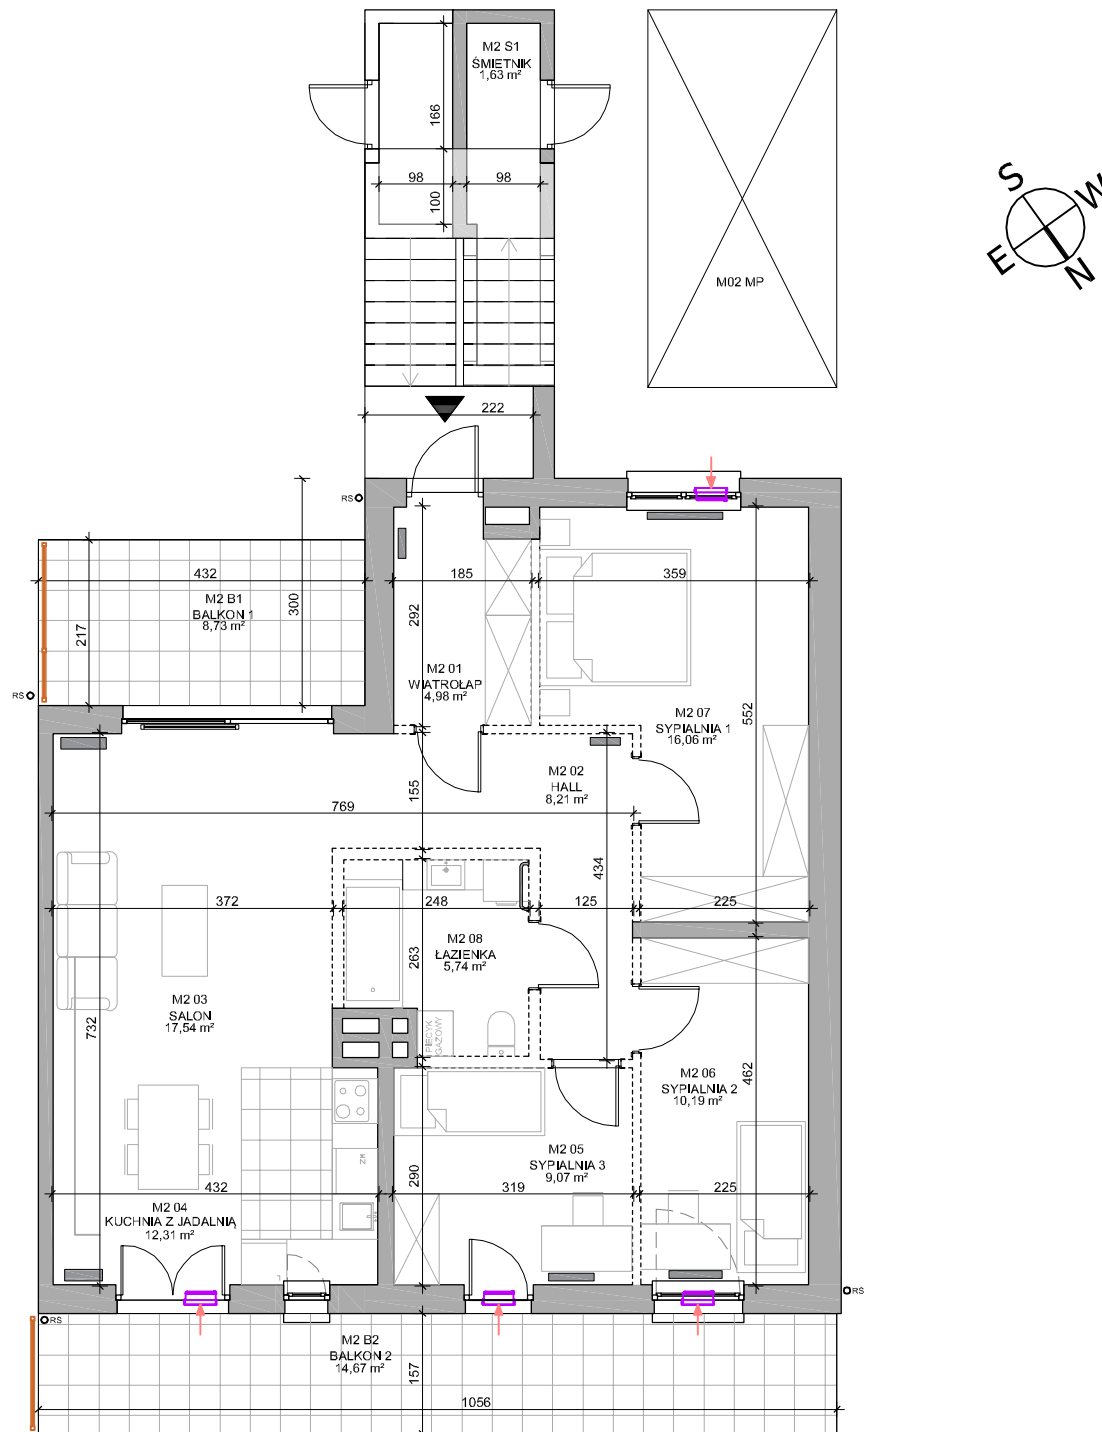 M2 S1
ŚMIETNIK
1,63 m²
166
98
98
100
M02 MP
S
W
E
N
222
RS
432
185
359
M2 B1
BALKON 1
8,73 m²
300
292
217
M2 01
WIATROŁAP
4,98 m²
RS
M2 07
SYPIALNIA 1
16,06 m²
552
M2 02
HALL
8,21 m²
155
769
434
372
248
125
225
M2 08
ŁAZIENKA
5,74 m²
263
M2 03
SALON
17,54 m²
732
PIECYK
GAZOWY
M2 06
SYPIALNIA 2
10,19 m²
462
M2 05
SYPIALNIA 3
9,07 m²
ZM
290
432
319
225
M2 04
KUCHNIA Z JADALNIĄ
12,31 m²
RS
RS
M2 B2
BALKON 2
14,67 m²
157
1056